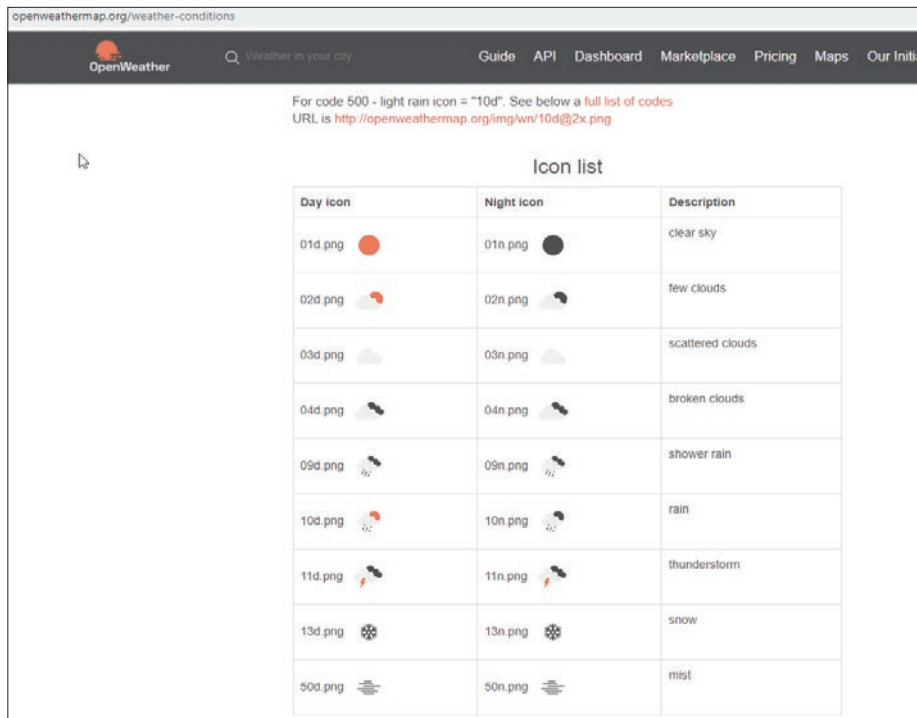 openweathermap.org/weather-conditions
OpenWeather Weather in your city Guide API Dashboard Marketplace Pricing Maps Our Initi
For code 500 - light rain icon = "10d". See below a full list of codes
URL is http://openweathermap.org/img/wn/10d@2x.png
Icon list
Day icon Night icon Description
01d.png 01n.png clear sky
02d.png 02n.png few clouds
03d.png 03n.png scattered clouds
04d.png 04n.png broken clouds
09d.png 09n.png shower rain
10d.png 10n.png rain
11d.png 11n.png thunderstorm
13d.png 13n.png snow
50d.png 50n.png mist